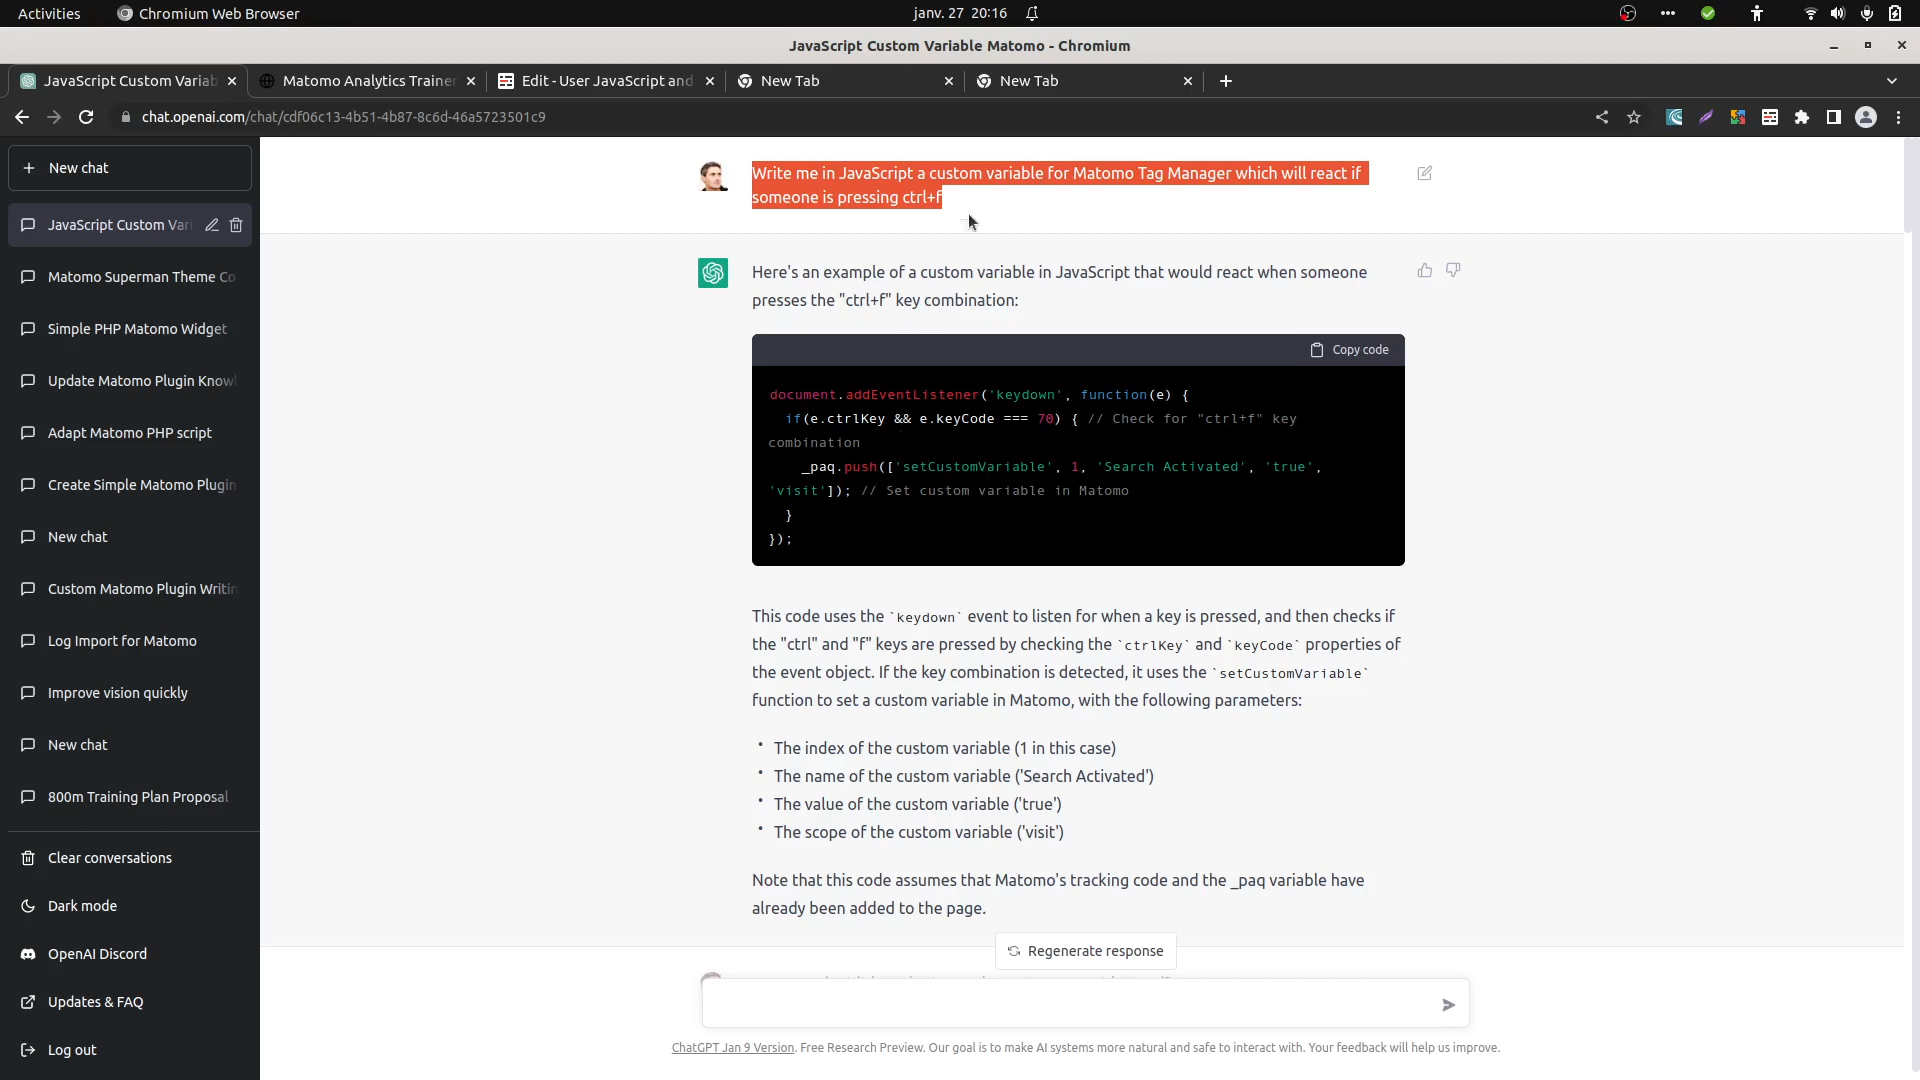 Activities
Chromium Web Browser
janv. 27 20:16
JavaScript Custom Variable Matomo - Chromium
JavaScript Custom Variab
Matomo Analytics Trainer
Edit - User JavaScript and
New Tab
New Tab
chat.openai.com/chat/cdf06c13-4b51-4b87-8c6d-46a5723501c9
New chat
JavaScript Custom Vari
Matomo Superman Theme Co
Simple PHP Matomo Widget
Update Matomo Plugin Knowl
Adapt Matomo PHP script
Create Simple Matomo Plugin
New chat
Custom Matomo Plugin Writin
Log Import for Matomo
Improve vision quickly
New chat
800m Training Plan Proposal
Clear conversations
Dark mode
OpenAI Discord
Updates & FAQ
Log out
Write me in JavaScript a custom variable for Matomo Tag Manager which will react if
someone is pressing ctrl+f
Here's an example of a custom variable in JavaScript that would react when someone
presses the "ctrl+f" key combination:
Copy code
document.addEventListener('keydown', function(e) {
  if(e.ctrlKey && e.keyCode === 70) { // Check for "ctrl+f" key
combination
    _paq.push(['setCustomVariable', 1, 'Search Activated', 'true',
'visit']); // Set custom variable in Matomo
  }
});
This code uses the `keydown` event to listen for when a key is pressed, and then checks if
the "ctrl" and "f" keys are pressed by checking the `ctrlKey` and `keyCode` properties of
the event object. If the key combination is detected, it uses the `setCustomVariable`
function to set a custom variable in Matomo, with the following parameters:
• The index of the custom variable (1 in this case)
• The name of the custom variable ('Search Activated')
• The value of the custom variable ('true')
• The scope of the custom variable ('visit')
Note that this code assumes that Matomo's tracking code and the _paq variable have
already been added to the page.
Regenerate response
ChatGPT Jan 9 Version. Free Research Preview. Our goal is to make AI systems more natural and safe to interact with. Your feedback will help us improve.